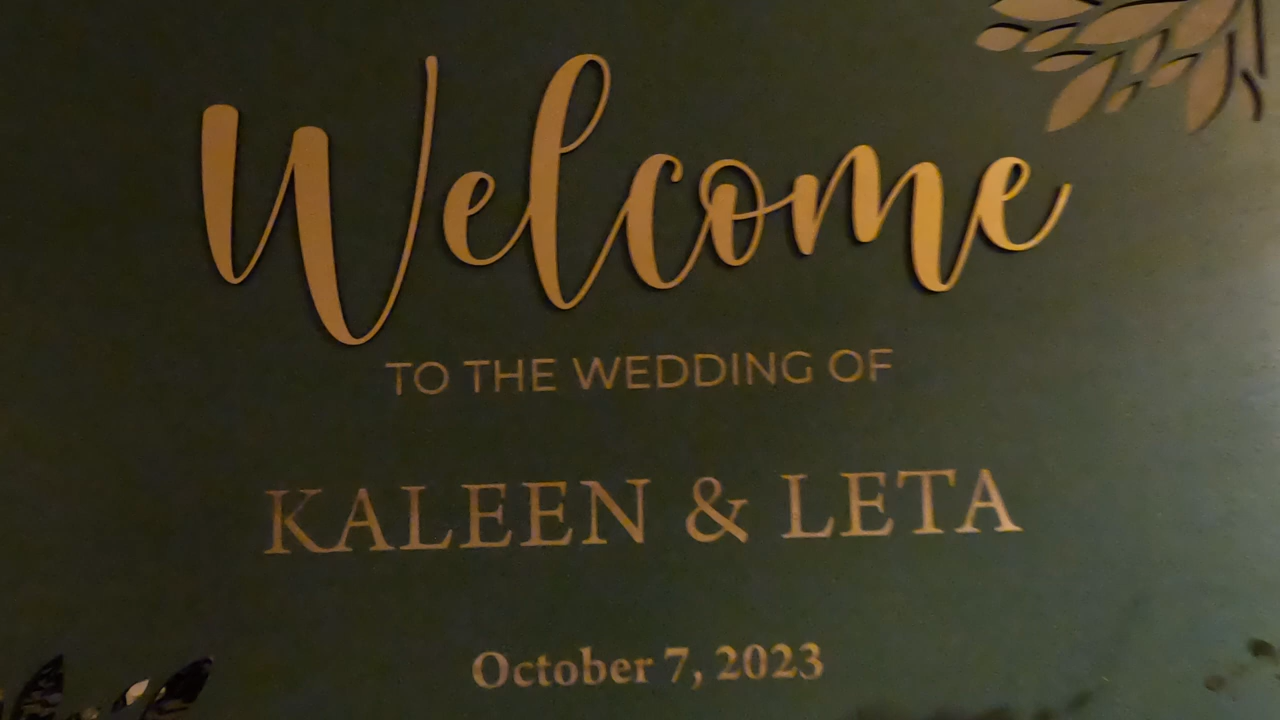 Welcome
TO THE WEDDING OF
KALEEN & LETA
October 7, 2023